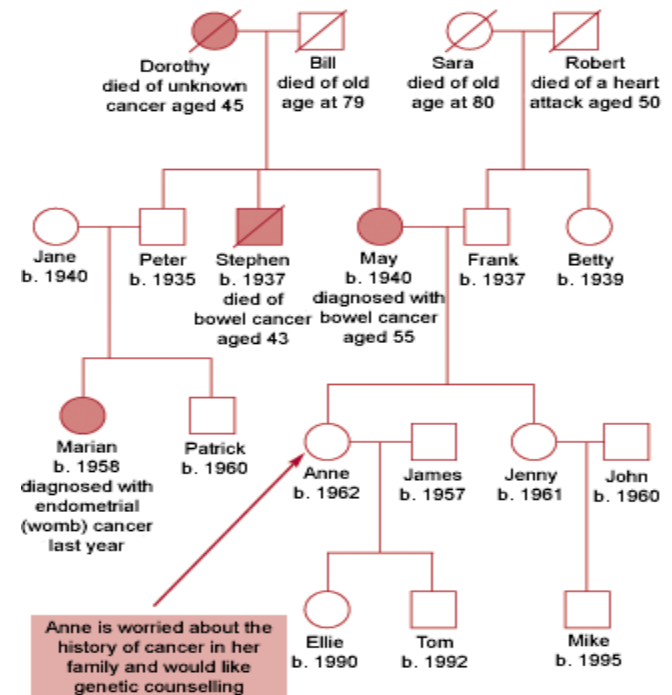 Dorothy
died of unknown
cancer aged 45
Bill
died of old
age at 79
Sara
died of old
age at 80
Robert
died of a heart
attack aged 50
Jane
b. 1940
Peter
b. 1935
Stephen
b. 1937
died of
bowel cancer
aged 43
May
b. 1940
diagnosed with
bowel cancer
aged 55
Frank
b. 1937
Betty
b. 1939
Marian
b. 1958
diagnosed with
endometrial
(womb) cancer
last year
Patrick
b. 1960
Anne
b. 1962
James
b. 1957
Jenny
b. 1961
John
b. 1960
Ellie
b. 1990
Tom
b. 1992
Mike
b. 1995
Anne is worried about the
history of cancer in her
family and would like
genetic counselling